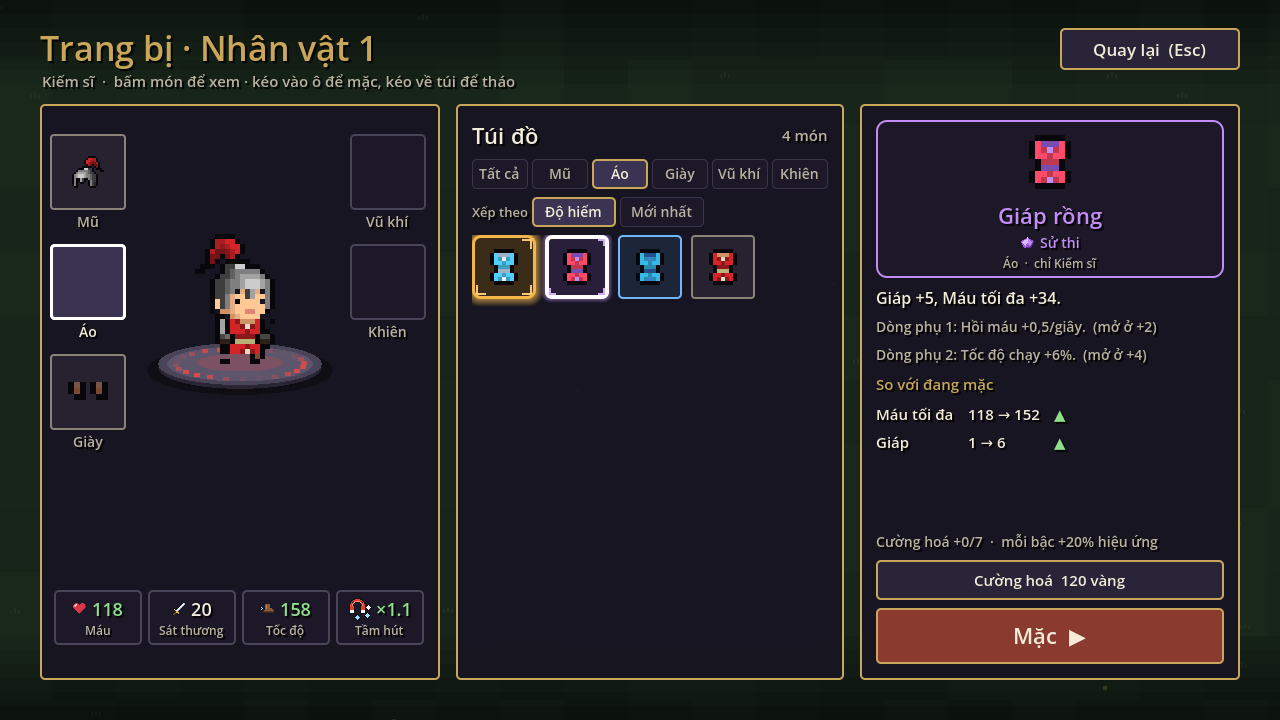 Trang bị · Nhân vật 1
Quay lại (Esc)
Kiếm sĩ · bấm món để xem · kéo vào ô để mặc, kéo về túi để tháo
Mũ
Vũ khí
Áo
Khiên
Giày
118
Máu
20
Sát thương
158
Tốc độ
×1.1
Tầm hút
Túi đồ
4 món
Tất cả
Mũ
Áo
Giày
Vũ khí
Khiên
Xếp theo
Độ hiếm
Mới nhất
Giáp rồng
Sử thi
Áo · chỉ Kiếm sĩ
Giáp +5, Máu tối đa +34.
Dòng phụ 1: Hồi máu +0,5/giây. (mở ở +2)
Dòng phụ 2: Tốc độ chạy +6%. (mở ở +4)
So với đang mặc
Máu tối đa 118 → 152 ▲
Giáp 1 → 6 ▲
Cường hoá +0/7 · mỗi bậc +20% hiệu ứng
Cường hoá 120 vàng
Mặc ▶